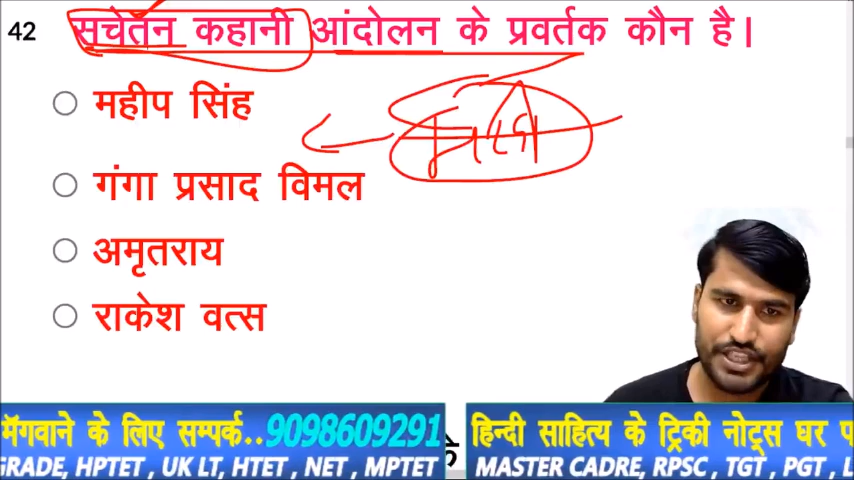 42 सचेतन कहानी आंदोलन के प्रवर्तक कौन है।
महीप सिंह
गंगा प्रसाद विमल
अमृतराय
राकेश वत्स
मॅगवाने के लिए सम्पर्क..9098609291
हिन्दी साहित्य के ट्रिकी नोट्स घर प
GRADE, HPTET , UK LT, HTET , NET , MPTET
MASTER CADRE, RPSC , TGT , PGT , L